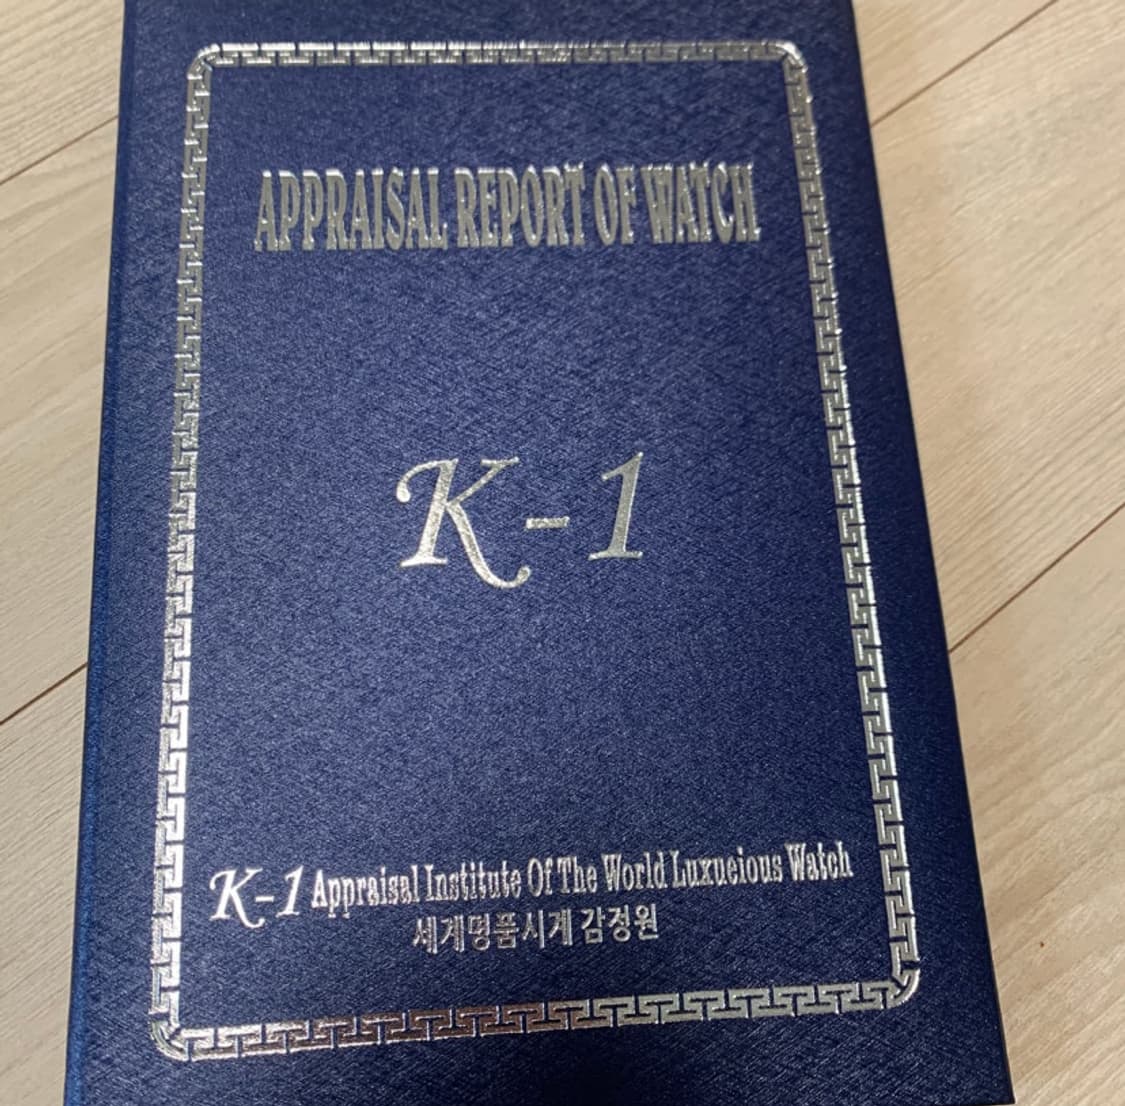 APPRAISAL REPORT OF WATCH
K-1
K-1 Appraisal Institute Of The World Luxueious Watch
세계명품시계 감정원